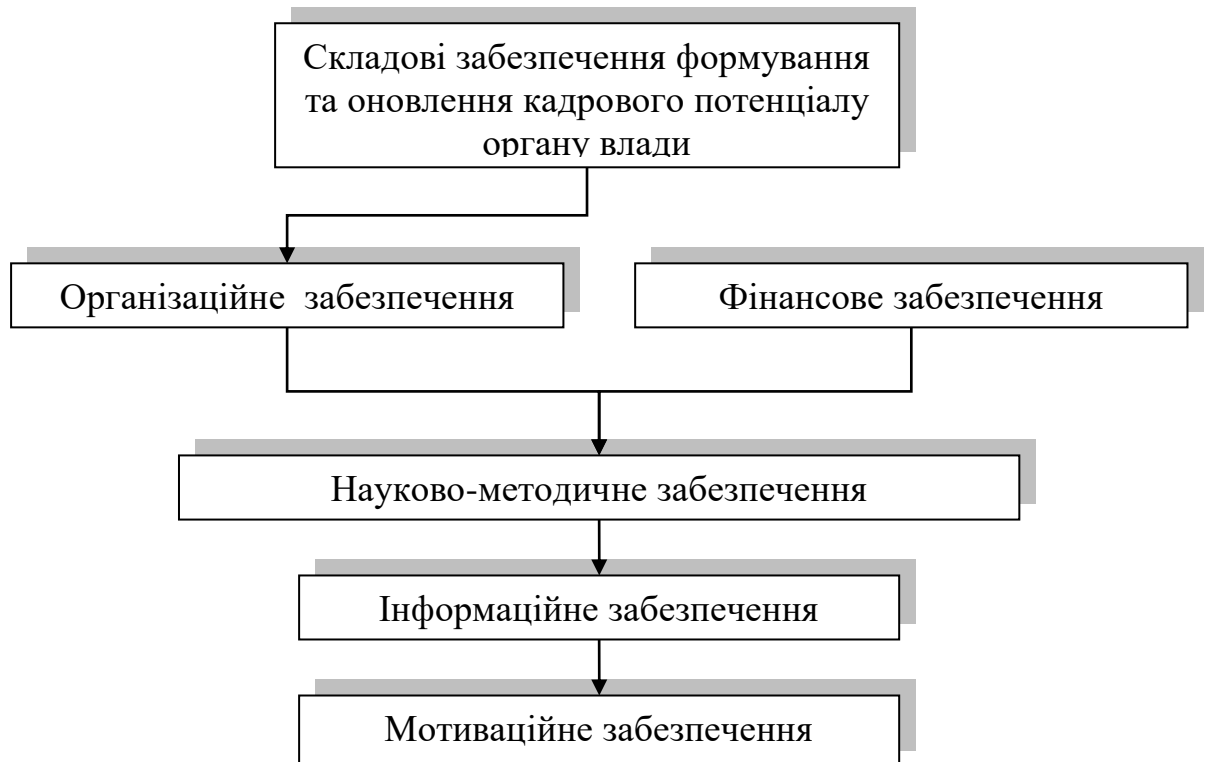 Складові забезпечення формування
та оновлення кадрового потенціалу
органу влади
Організаційне забезпечення
Фінансове забезпечення
Науково-методичне забезпечення
Інформаційне забезпечення
Мотиваційне забезпечення